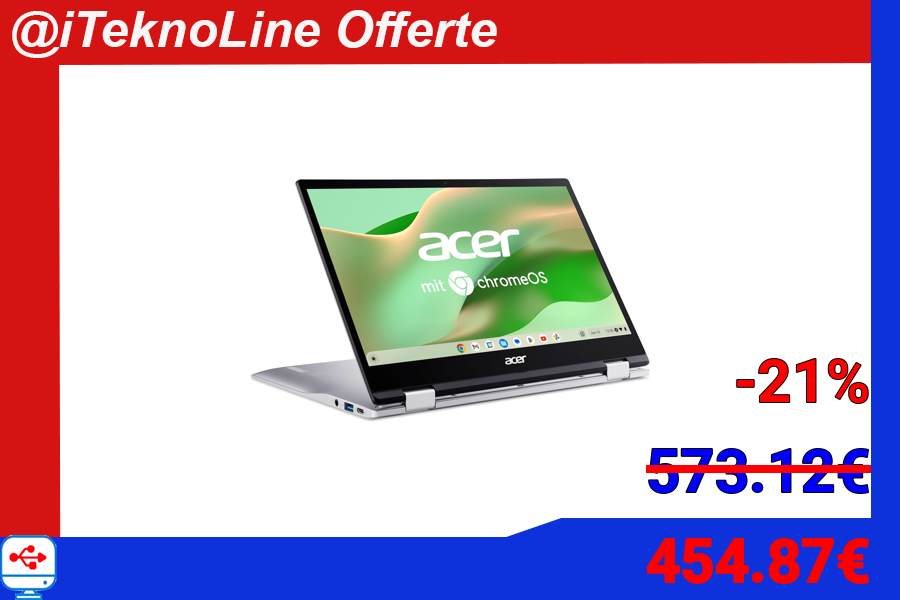 @iTeknoLine Offerte
acer
mit chromeOS
acer
-21%
573.12€
454.87€